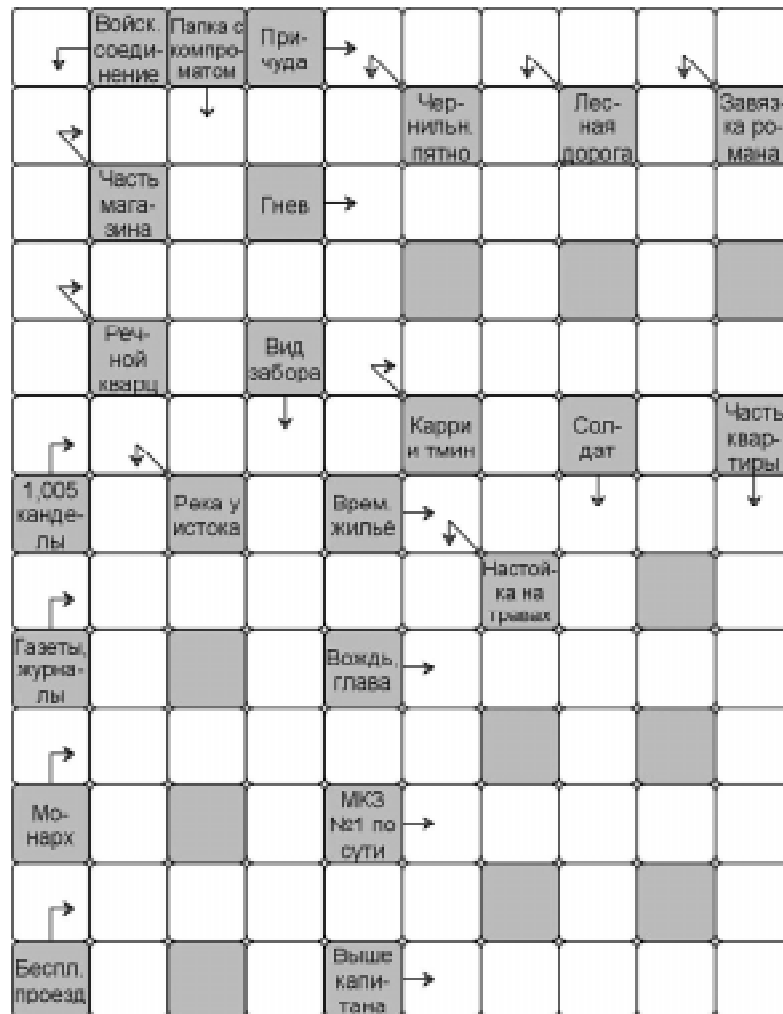 Войск.
соеди-
нение
Папка с
компро-
матом
При-
чуда
Чер-
нильн.
пятно
Лес-
ная
дорога
Завяз-
ка ро-
мана
Часть
мага-
зина
Гнев
Реч-
ной
кварц
Вид
забора
Карри
и тмин
Сол-
дат
Часть
квар-
тиры
1,005
канде-
лы
Река у
истока
Врем.
жильё
Настой-
ка на
травах
Газеты,
журна-
лы
Вождь,
глава
Мо-
нарх
МКЗ
№1 по
сути
Беспл.
проезд
Выше
капи-
тана